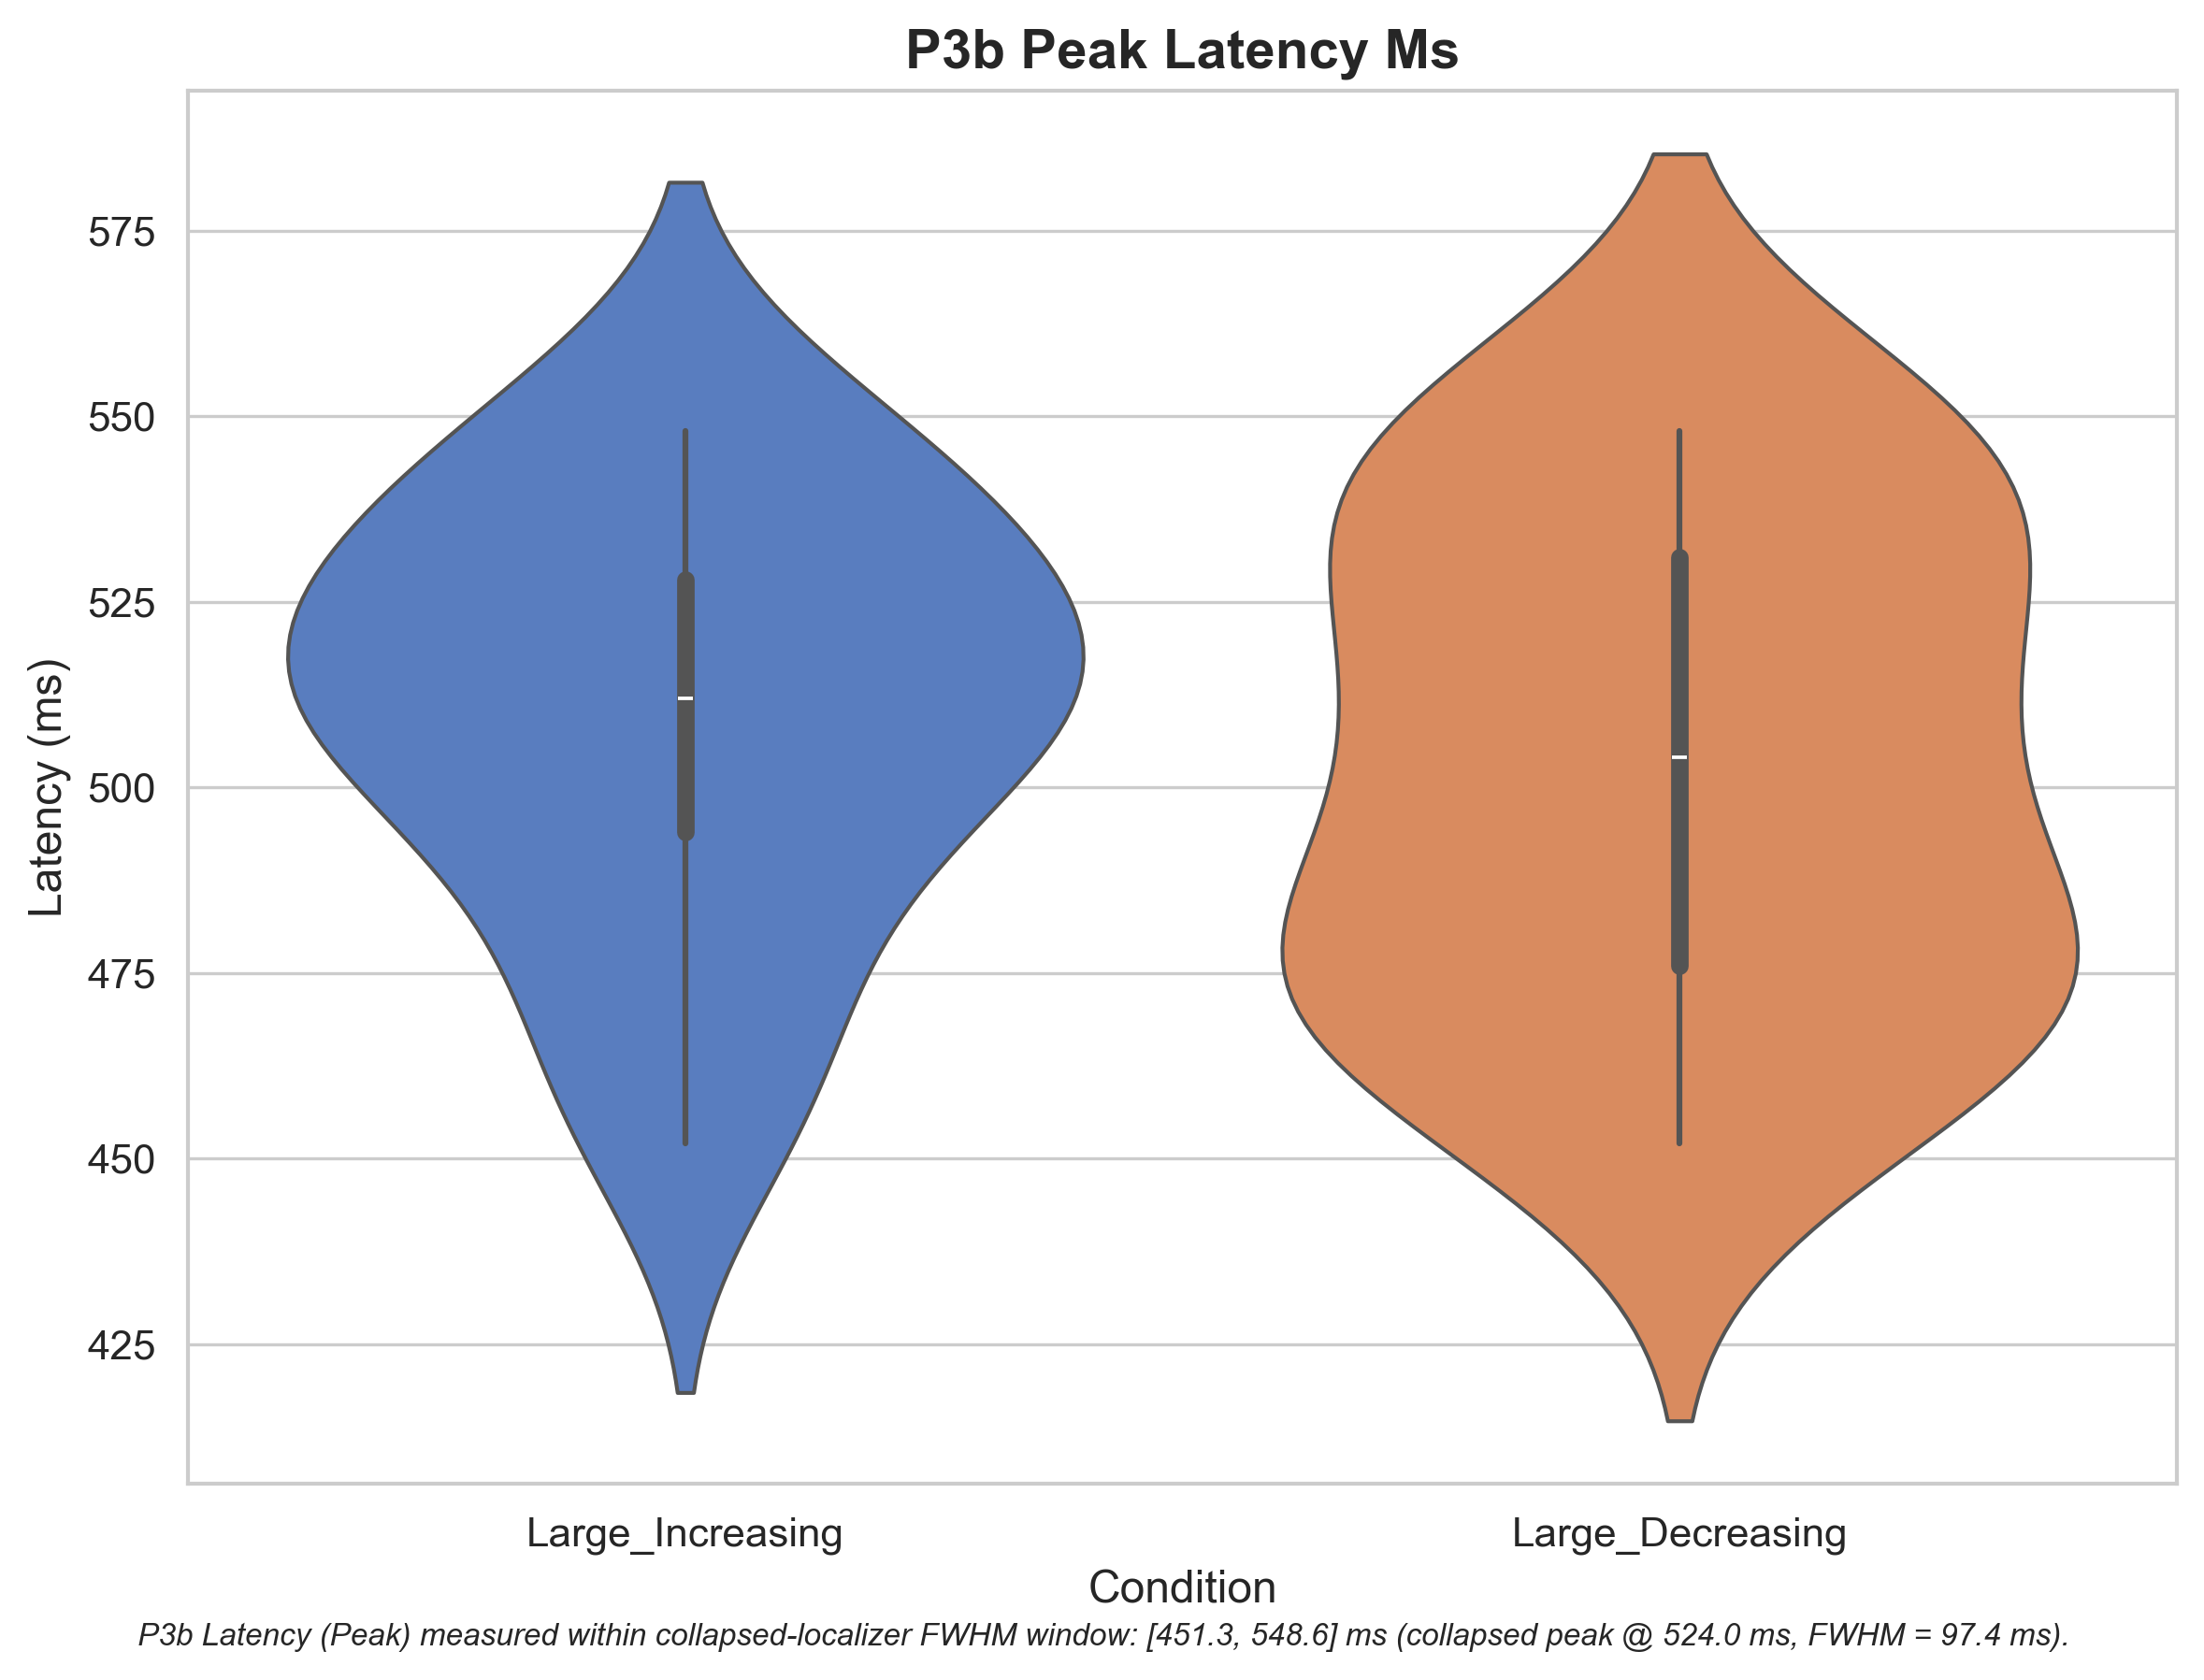 P3b Peak Latency Ms
Latency (ms)
575
550
525
500
475
450
425
Large_Increasing
Large_Decreasing
Condition
P3b Latency (Peak) measured within collapsed-localizer FWHM window: [451.3, 548.6] ms (collapsed peak @ 524.0 ms, FWHM = 97.4 ms).